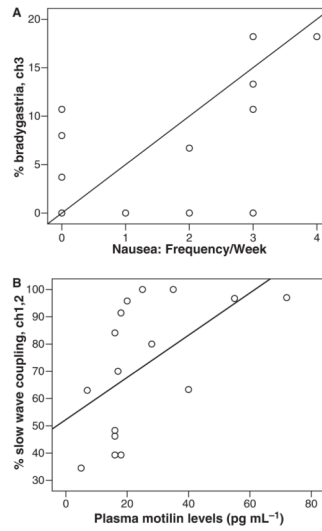 A
% bradygastria, ch3
20%
15%
10%
5%
0%
0 1 2 3 4
Nausea: Frequency/Week
B
% slow wave coupling, ch1,2
100%
90%
80%
70%
60%
50%
40%
30%
0 20 40 60 80
Plasma motilin levels (pg mL⁻¹)